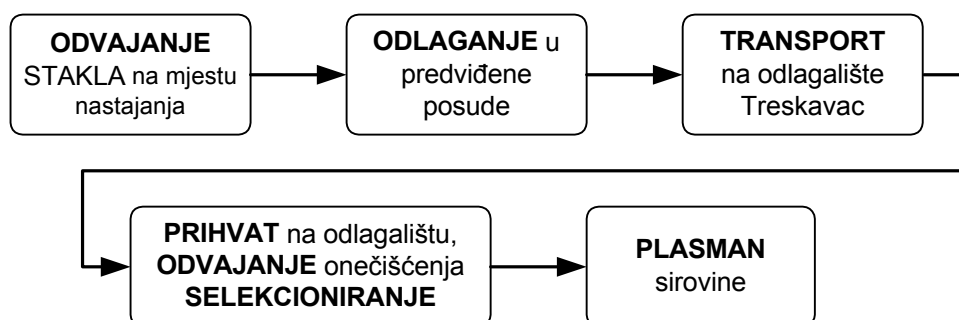 ODVAJANJE
STAKLA na mjestu
nastajanja
ODLAGANJE u
predviđene
posude
TRANSPORT
na odlagalište
Treskavac
PRIHVAT na odlagalištu,
ODVAJANJE onečišćenja
SELEKCIONIRANJE
PLASMAN
sirovine